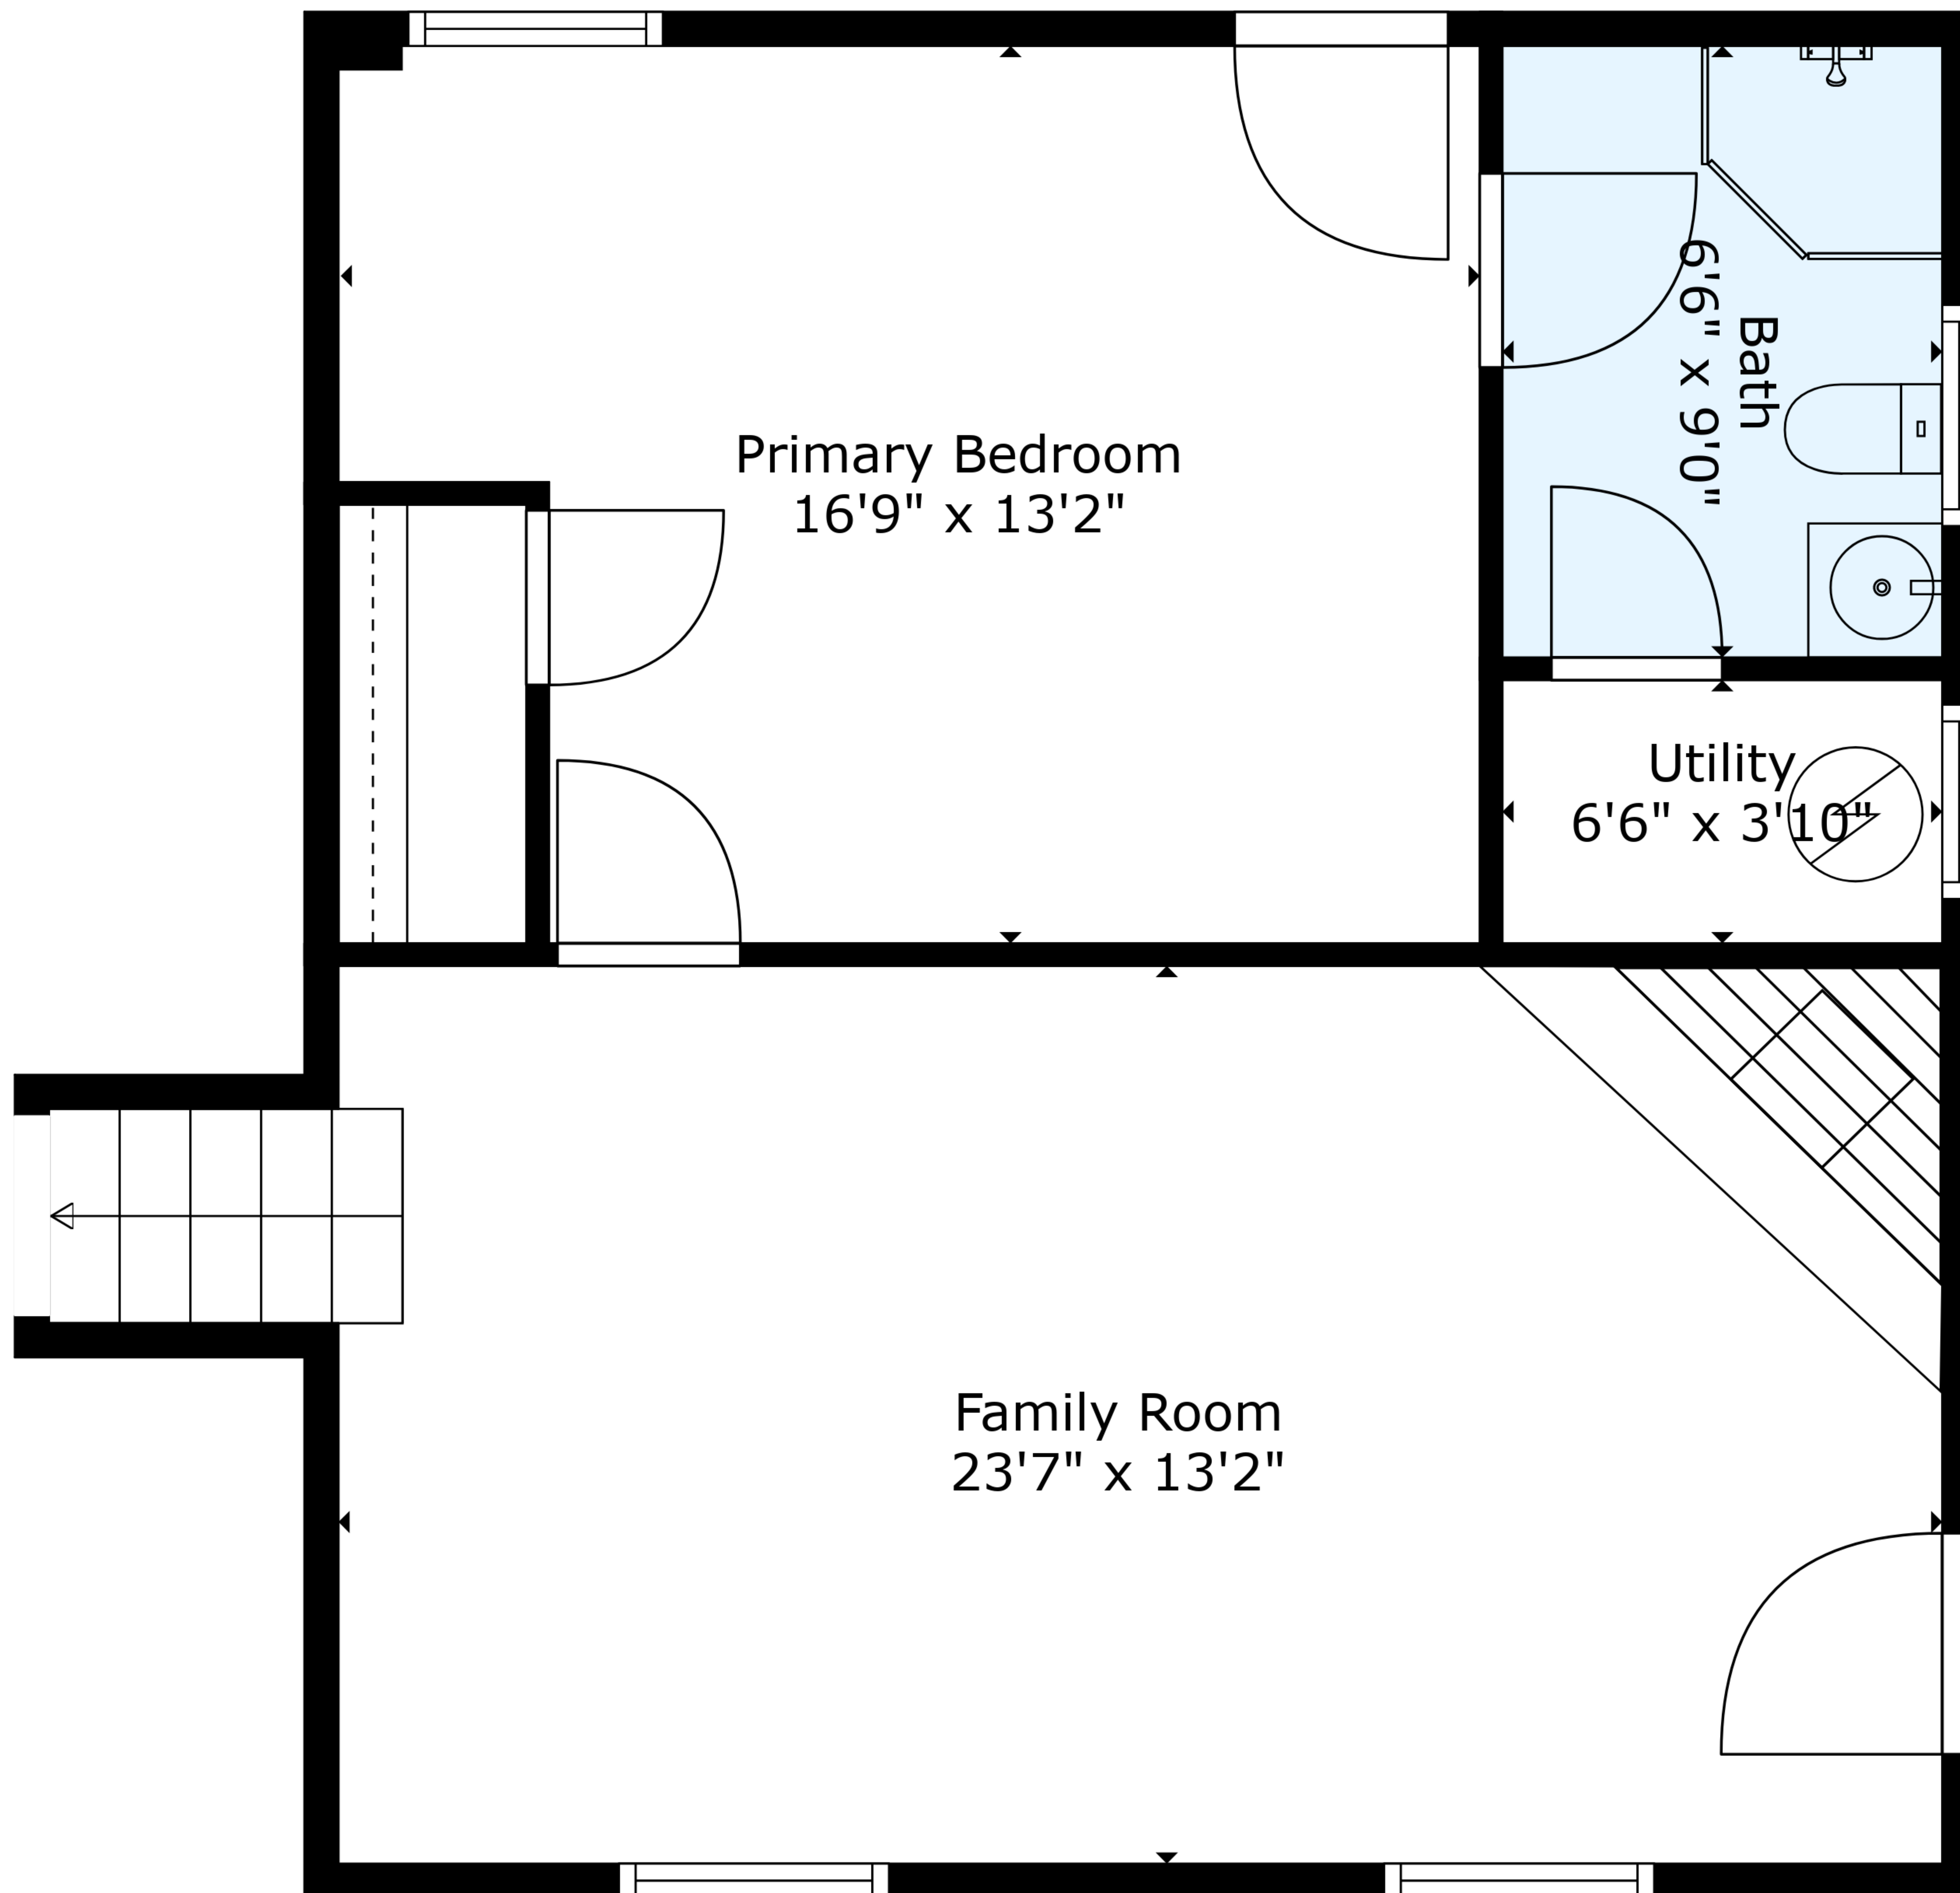 Primary Bedroom
16'9" x 13'2"
Bath
6'6" x 9'0"
Utility
6'6" x 3'10"
Family Room
23'7" x 13'2"